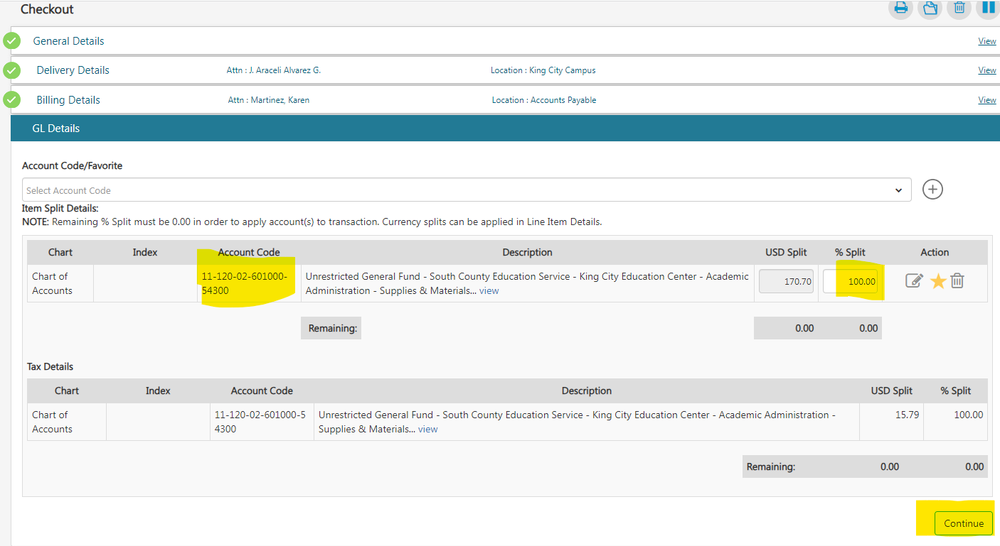 Checkout
General Details View
Delivery Details Attn : J. Araceli Alvarez G. Location : King City Campus View
Billing Details Attn : Martinez, Karen Location : Accounts Payable View
GL Details
Account Code/Favorite
Select Account Code
Item Split Details:
NOTE: Remaining % Split must be 0.00 in order to apply account(s) to transaction. Currency splits can be applied in Line Item Details.
Chart Index Account Code Description USD Split % Split Action
Chart of 11-120-02-601000- Unrestricted General Fund - South County Education Service - King City Education Center - Academic 170.70 100.00
Accounts 54300 Administration - Supplies & Materials... view
Remaining: 0.00 0.00
Tax Details
Chart Index Account Code Description USD Split % Split
Chart of 11-120-02-601000-5 Unrestricted General Fund - South County Education Service - King City Education Center - Academic Administration - 15.79 100.00
Accounts 4300 Supplies & Materials... view
Remaining: 0.00 0.00
Continue